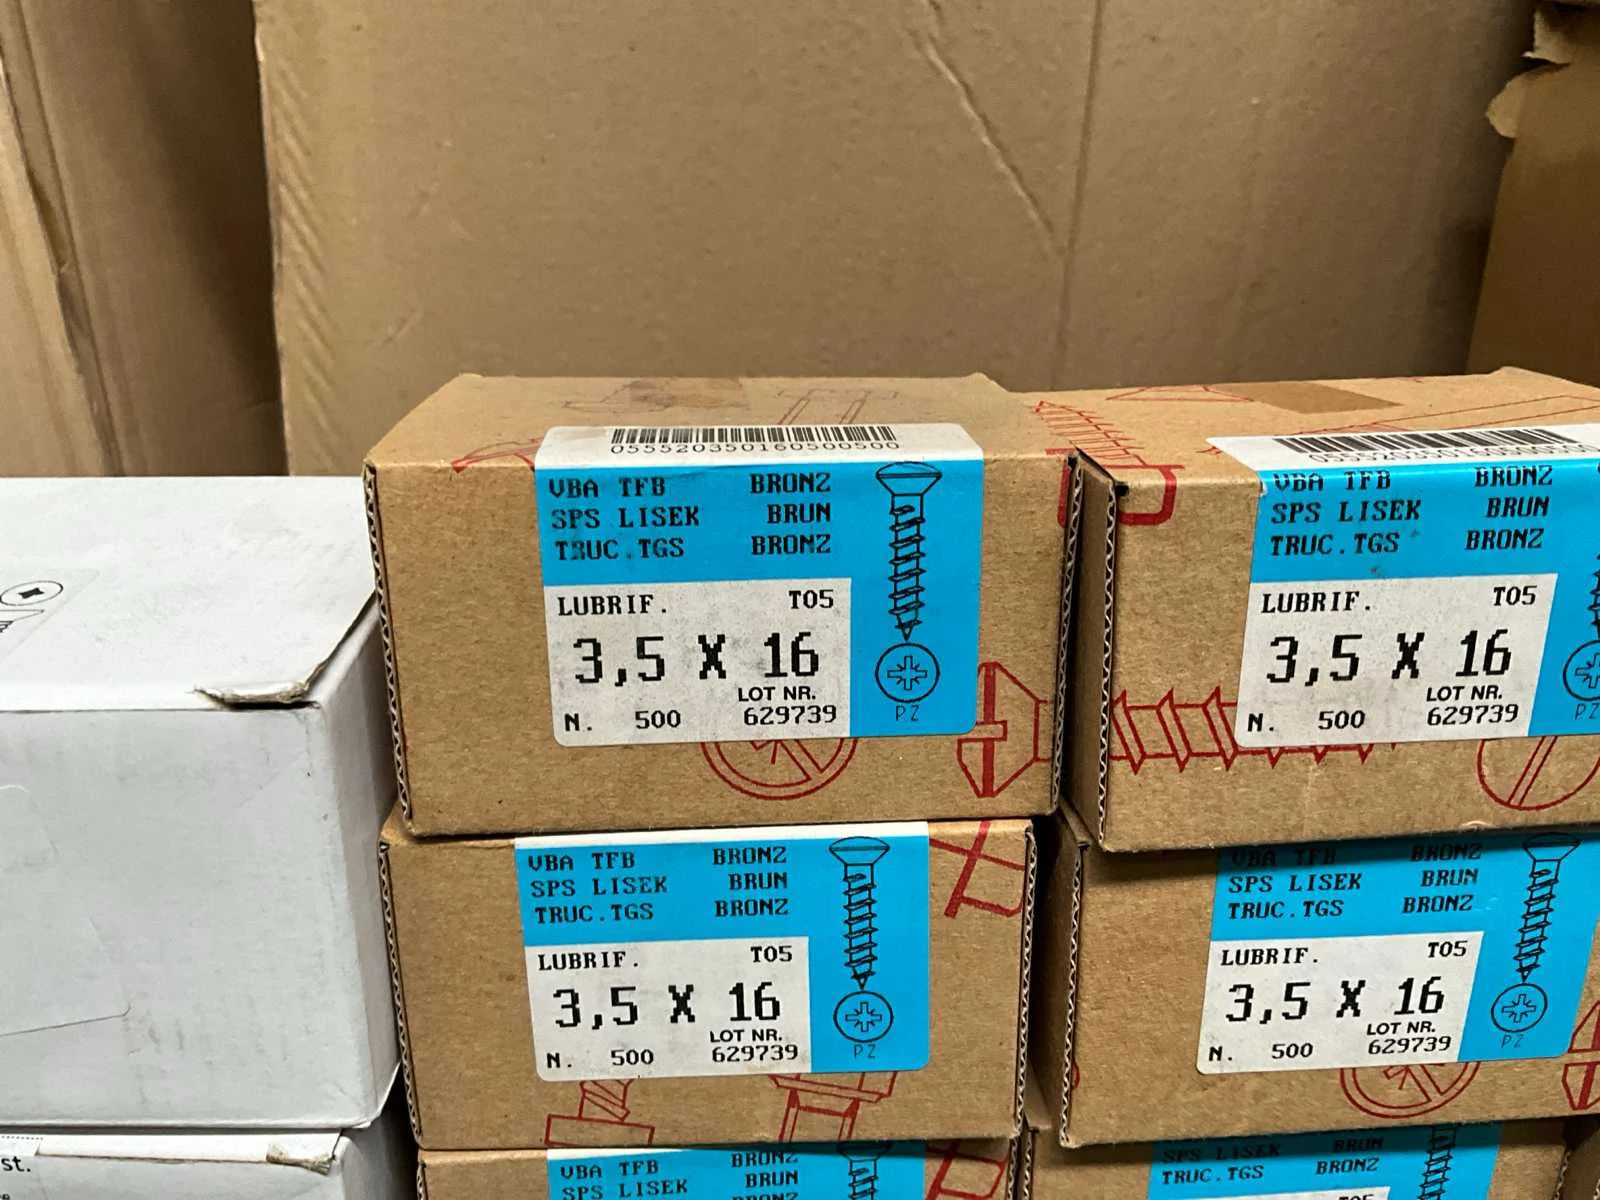 055520350160500500
VBA TFB BRONZ
SPS LISEK BRUN
TRUC.TGS BRONZ
LUBRIF. T05
3,5 X 16
LOT NR.
N. 500 629739
PZ
VBA TFB BRONZ
SPS LISEK BRUN
TRUC.TGS BRONZ
LUBRIF. T05
3,5 X 16
LOT NR.
N. 500 629739
PZ
VBA TFB BRONZ
SPS LISEK BRUN
TRUC.TGS BRONZ
LUBRIF. T05
3,5 X 16
LOT NR.
N. 500 629739
PZ
VBA TFB BRONZ
SPS LISEK BRUN
TRUC.TGS BRONZ
LUBRIF. T05
3,5 X 16
LOT NR.
N. 500 629739
PZ
st.
VBA TFB BRONZ
SPS LISEK BRUN
BRONZ
SPS LISEK BRUN
TRUC.TGS BRONZ
T05